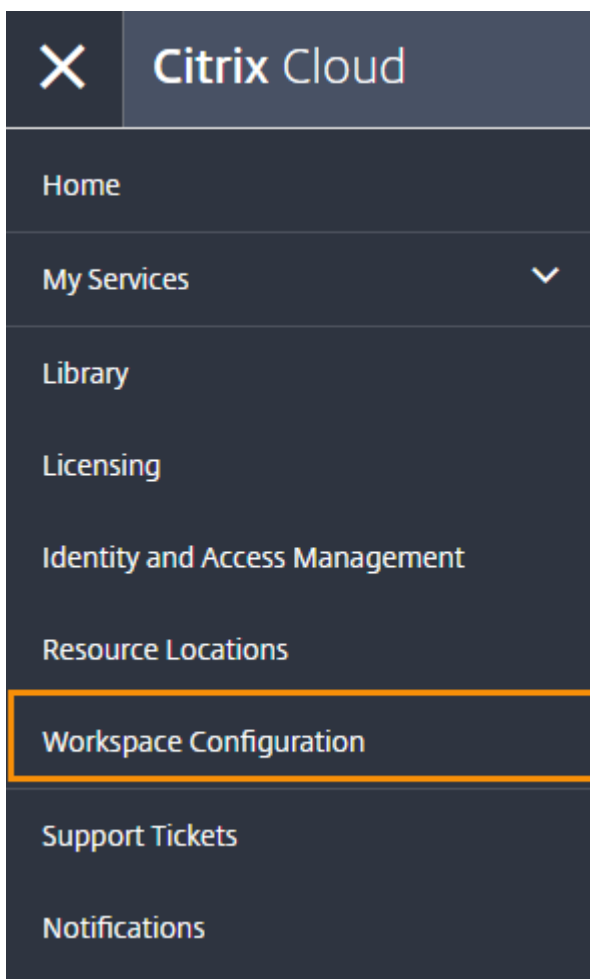 Citrix Cloud
Home
My Services
Library
Licensing
Identity and Access Management
Resource Locations
Workspace Configuration
Support Tickets
Notifications